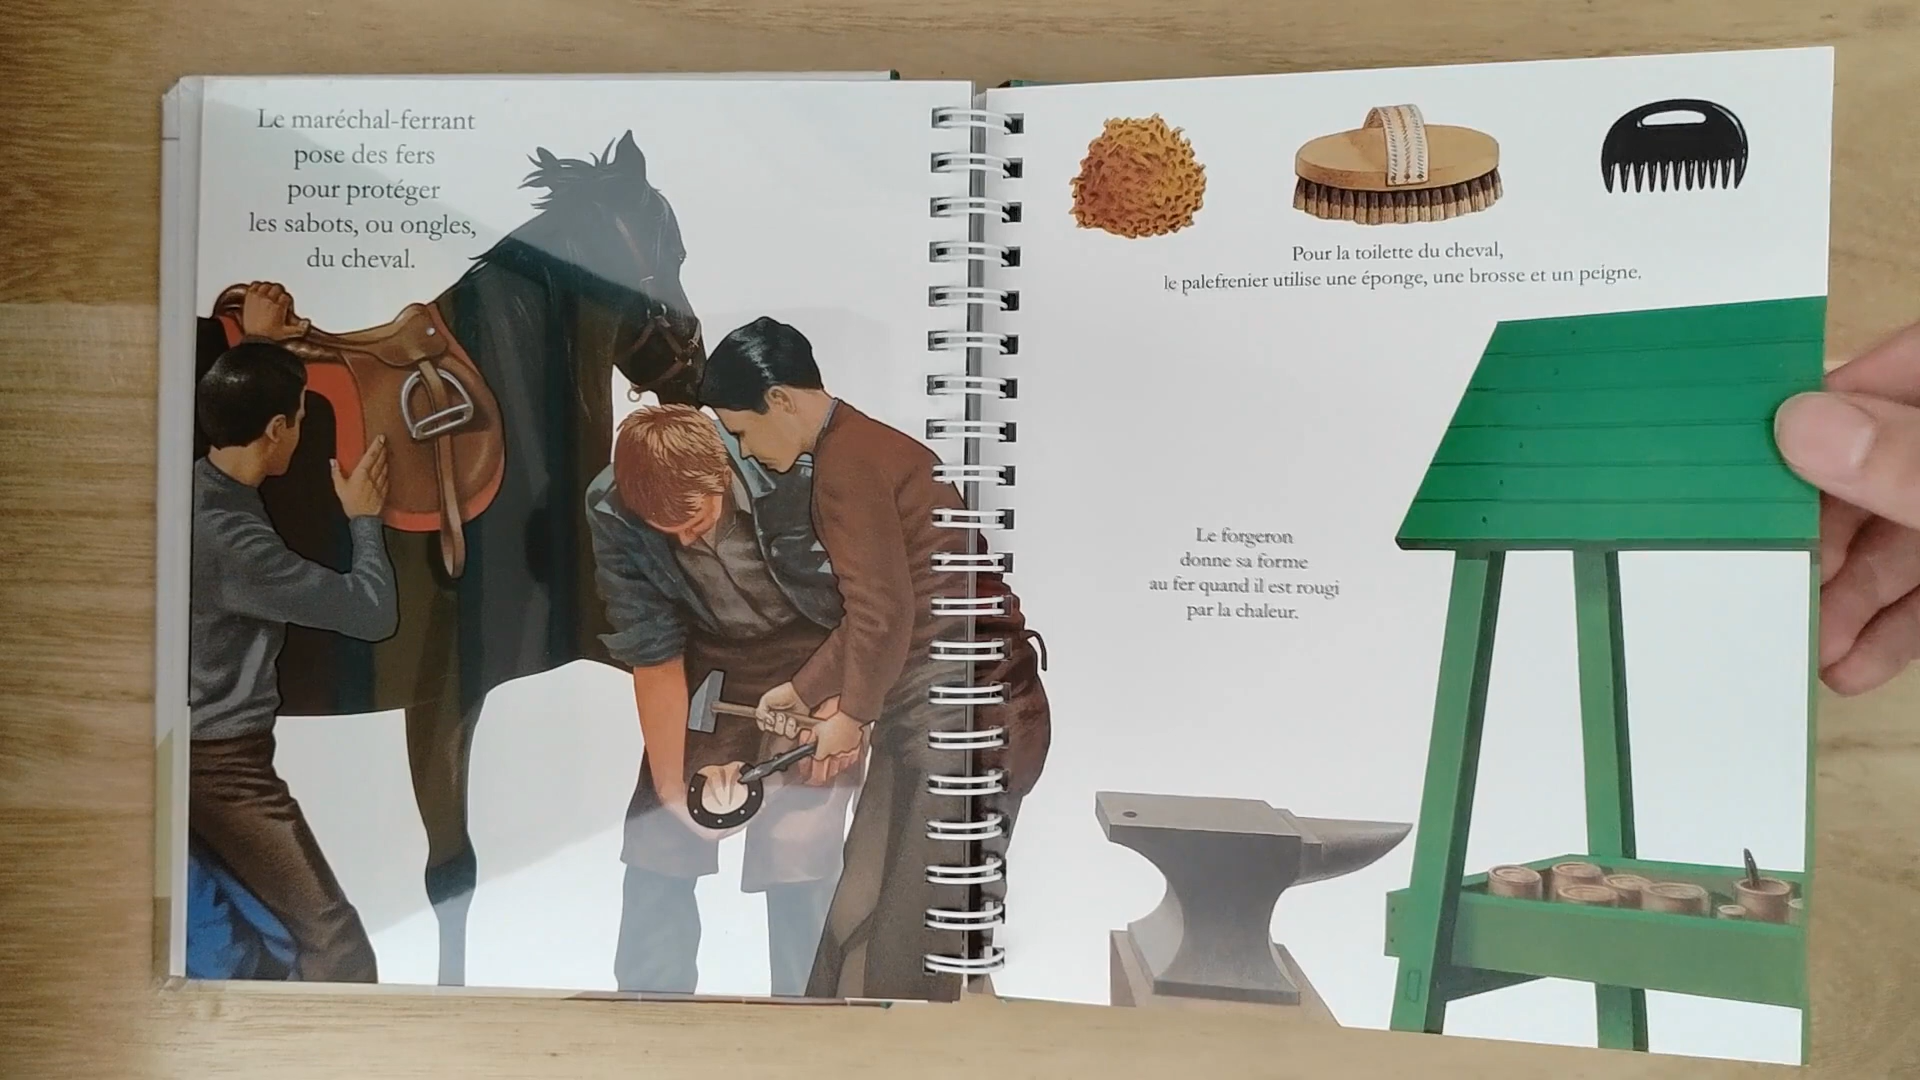 Le maréchal-ferrant
pose des fers
pour protéger
les sabots, ou ongles,
du cheval.
Pour la toilette du cheval,
le palefrenier utilise une éponge, une brosse et un peigne.
Le forgeron
donne sa forme
au fer quand il est rougi
par la chaleur.